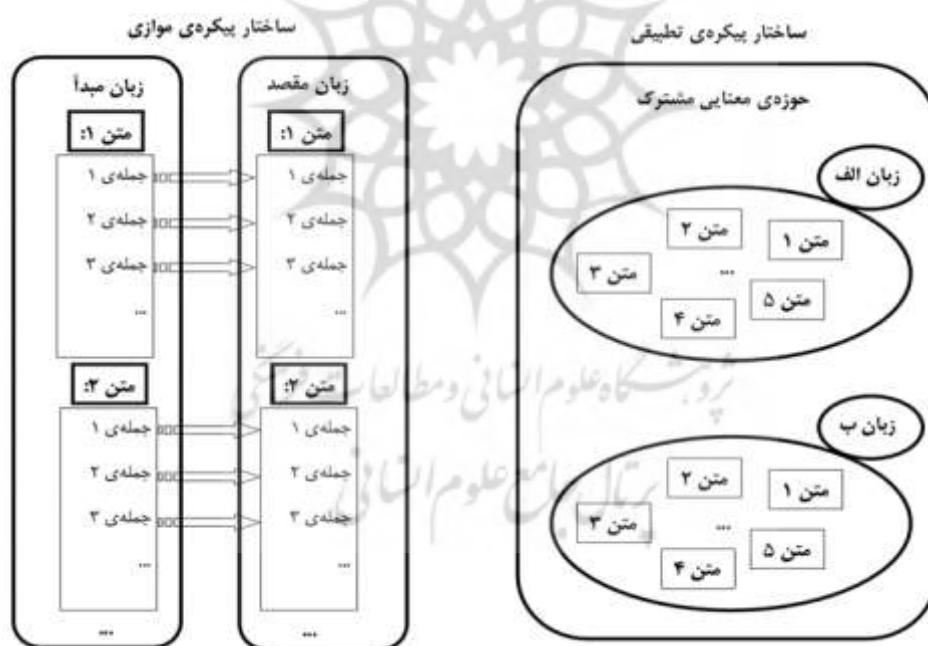 ساختار پیکره‌ی تطبیقی
حوزه‌ی معنایی مشترک
زبان الف
متن ۱
متن ۲
متن ۳
...
متن ۵
متن ۴
زبان ب
متن ۱
متن ۲
متن ۳
...
متن ۵
متن ۴
ساختار پیکره‌ی موازی
زبان مبدأ
متن ۱:
جمله‌ی ۱
جمله‌ی ۲
جمله‌ی ۳
...
متن ۲:
جمله‌ی ۱
جمله‌ی ۲
جمله‌ی ۳
...
...
زبان مقصد
متن ۱:
جمله‌ی ۱
جمله‌ی ۲
جمله‌ی ۳
...
متن ۲:
جمله‌ی ۱
جمله‌ی ۲
جمله‌ی ۳
...
...
پژوهشگاه علوم انسانی و مطالعات فرهنگی
پرتال جامع علوم انسانی